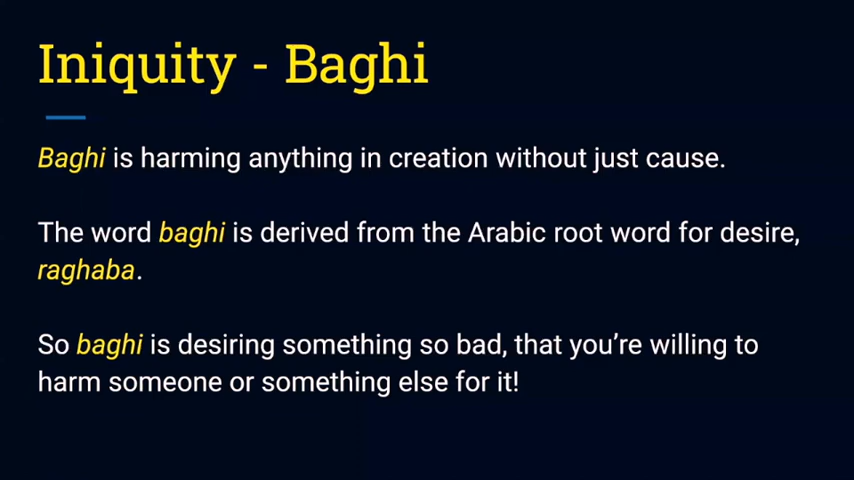 Iniquity - Baghi
Baghi is harming anything in creation without just cause.
The word baghi is derived from the Arabic root word for desire,
raghaba.
So baghi is desiring something so bad, that you’re willing to
harm someone or something else for it!